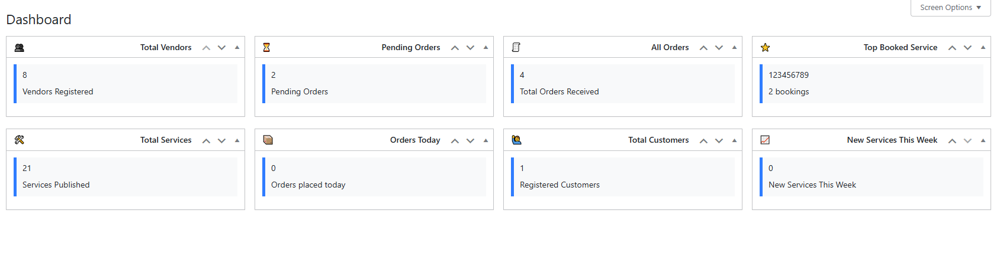 Screen Options
Dashboard
Total Vendors
8
Vendors Registered
Pending Orders
2
Pending Orders
All Orders
4
Total Orders Received
Top Booked Service
123456789
2 bookings
Total Services
21
Services Published
Orders Today
0
Orders placed today
Total Customers
1
Registered Customers
New Services This Week
0
New Services This Week